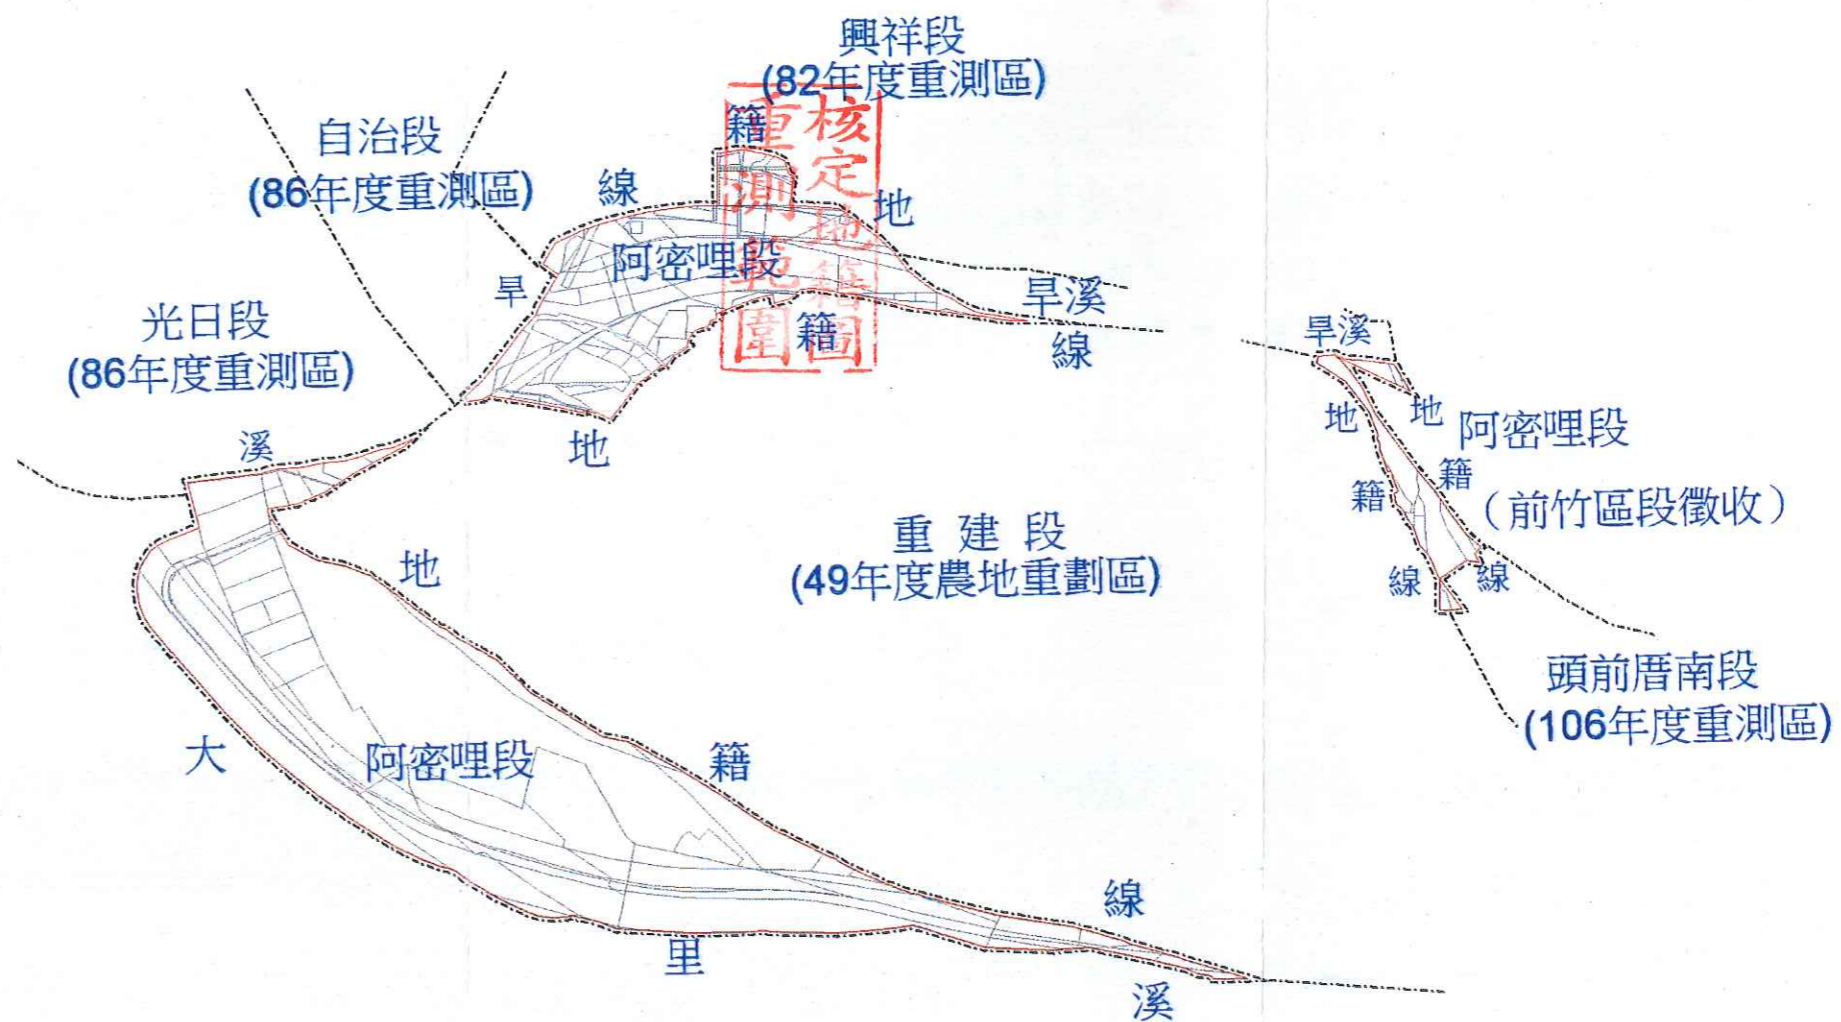 興祥段
(82年度重測區)
自治段
(86年度重測區)
線
籍
地
核定地籍圖
重測範圍
阿密哩段
旱
籍
旱溪
線
地
光日段
(86年度重測區)
溪
旱溪
地
地
籍
籍
線
線
阿密哩段
(前竹區段徵收)
重建段
(49年度農地重劃區)
頭前厝南段
(106年度重測區)
地
籍
線
大
里
溪
阿密哩段